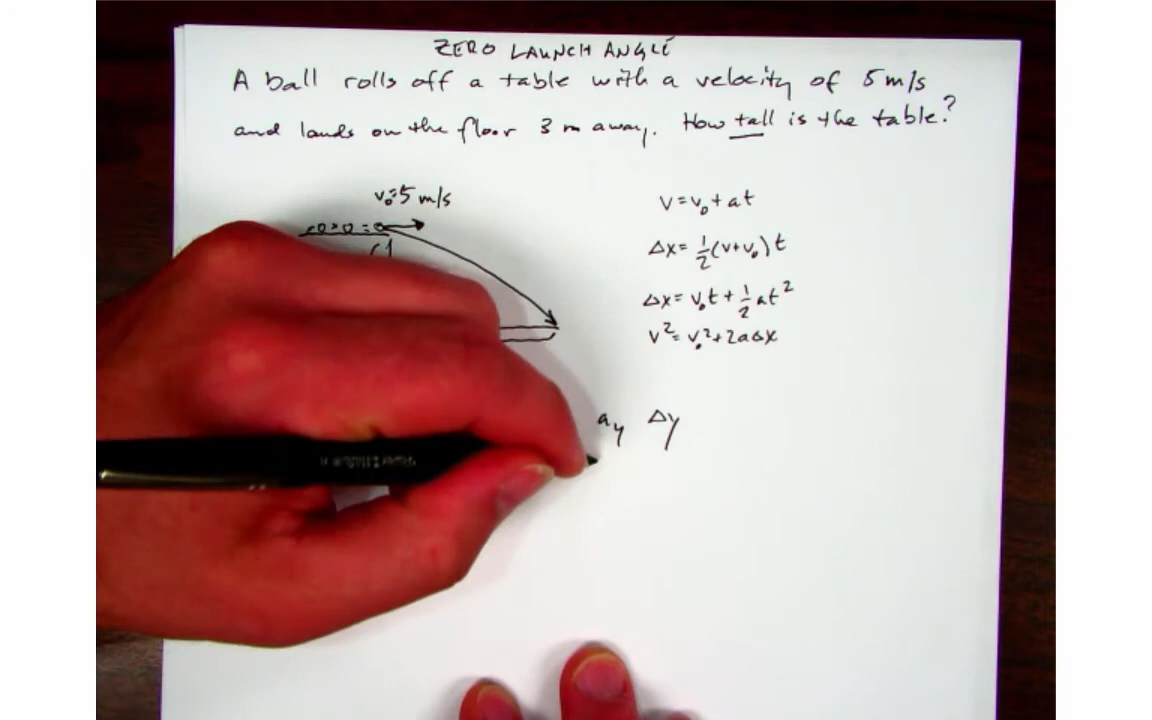 ZERO LAUNCH ANGLE
A ball rolls off a table with a velocity of 5 m/s
and lands on the floor 3 m away. How tall is the table?
v₀=5 m/s
v=v₀+at
Δx=½(v+v₀)t
Δx=v₀t+½at²
v²=v₀²+2aΔx
a_y Δy